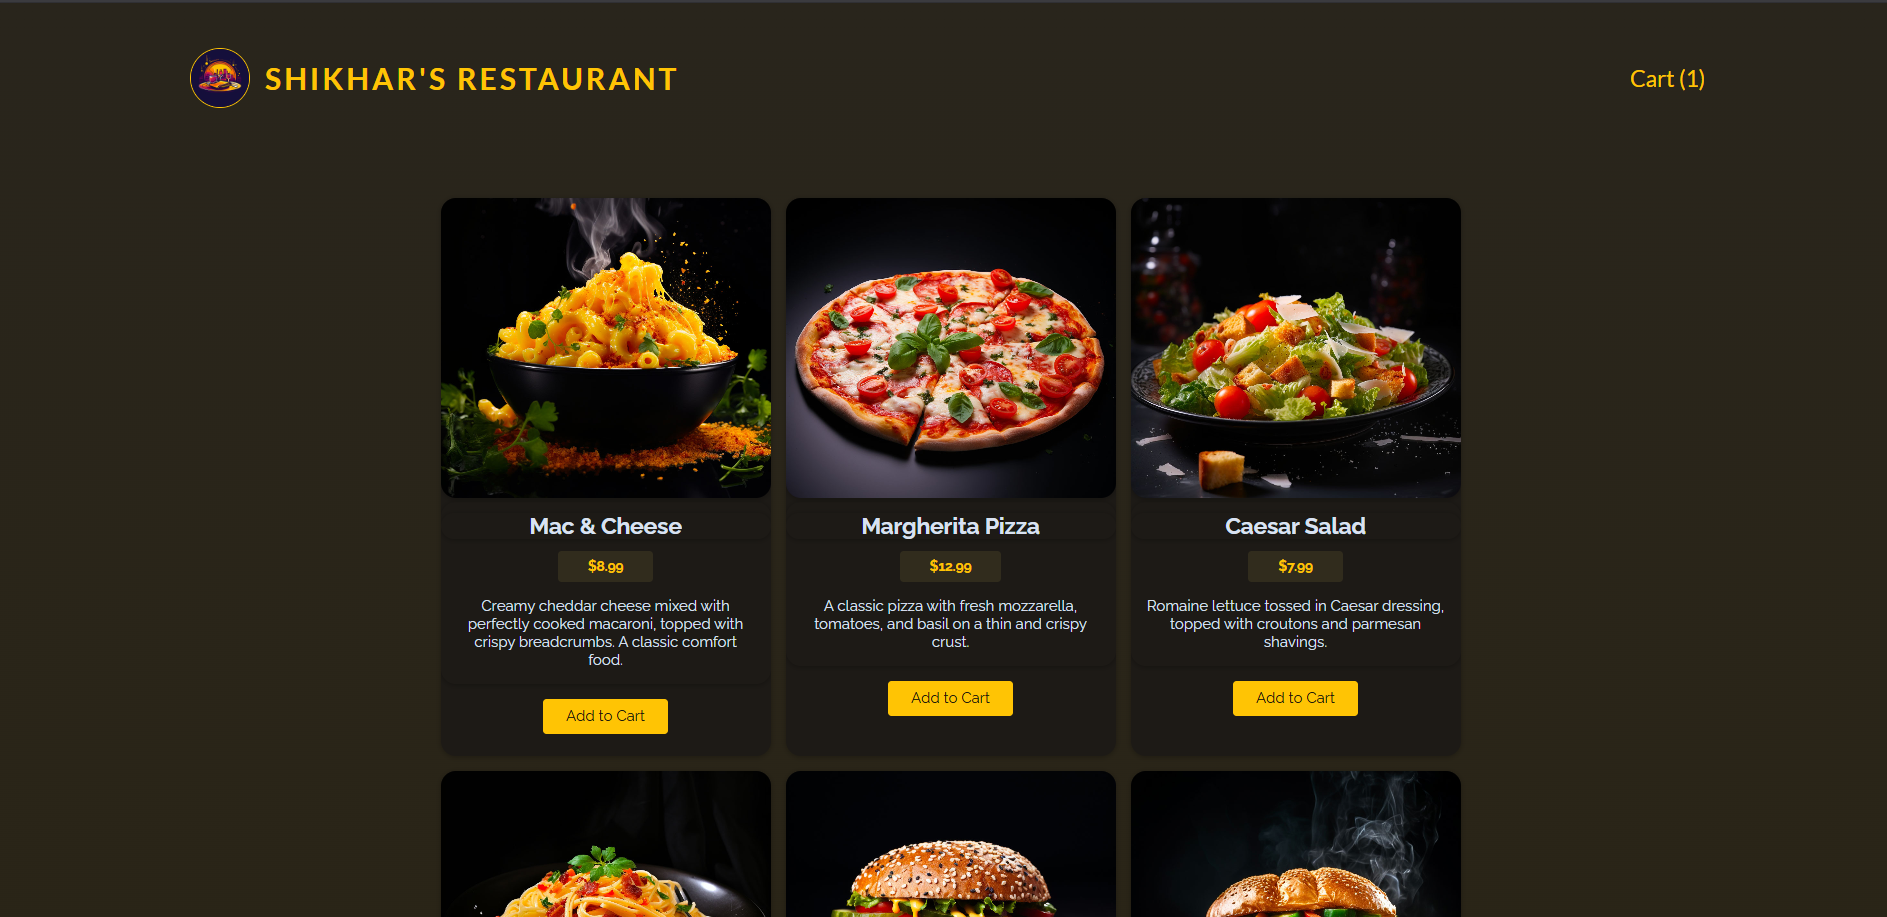 SHIKHAR'S RESTAURANT
Cart (1)
Mac & Cheese
$8.99
Creamy cheddar cheese mixed with
perfectly cooked macaroni, topped with
crispy breadcrumbs. A classic comfort
food.
Add to Cart
Margherita Pizza
$12.99
A classic pizza with fresh mozzarella,
tomatoes, and basil on a thin and crispy
crust.
Add to Cart
Caesar Salad
$7.99
Romaine lettuce tossed in Caesar dressing,
topped with croutons and parmesan
shavings.
Add to Cart